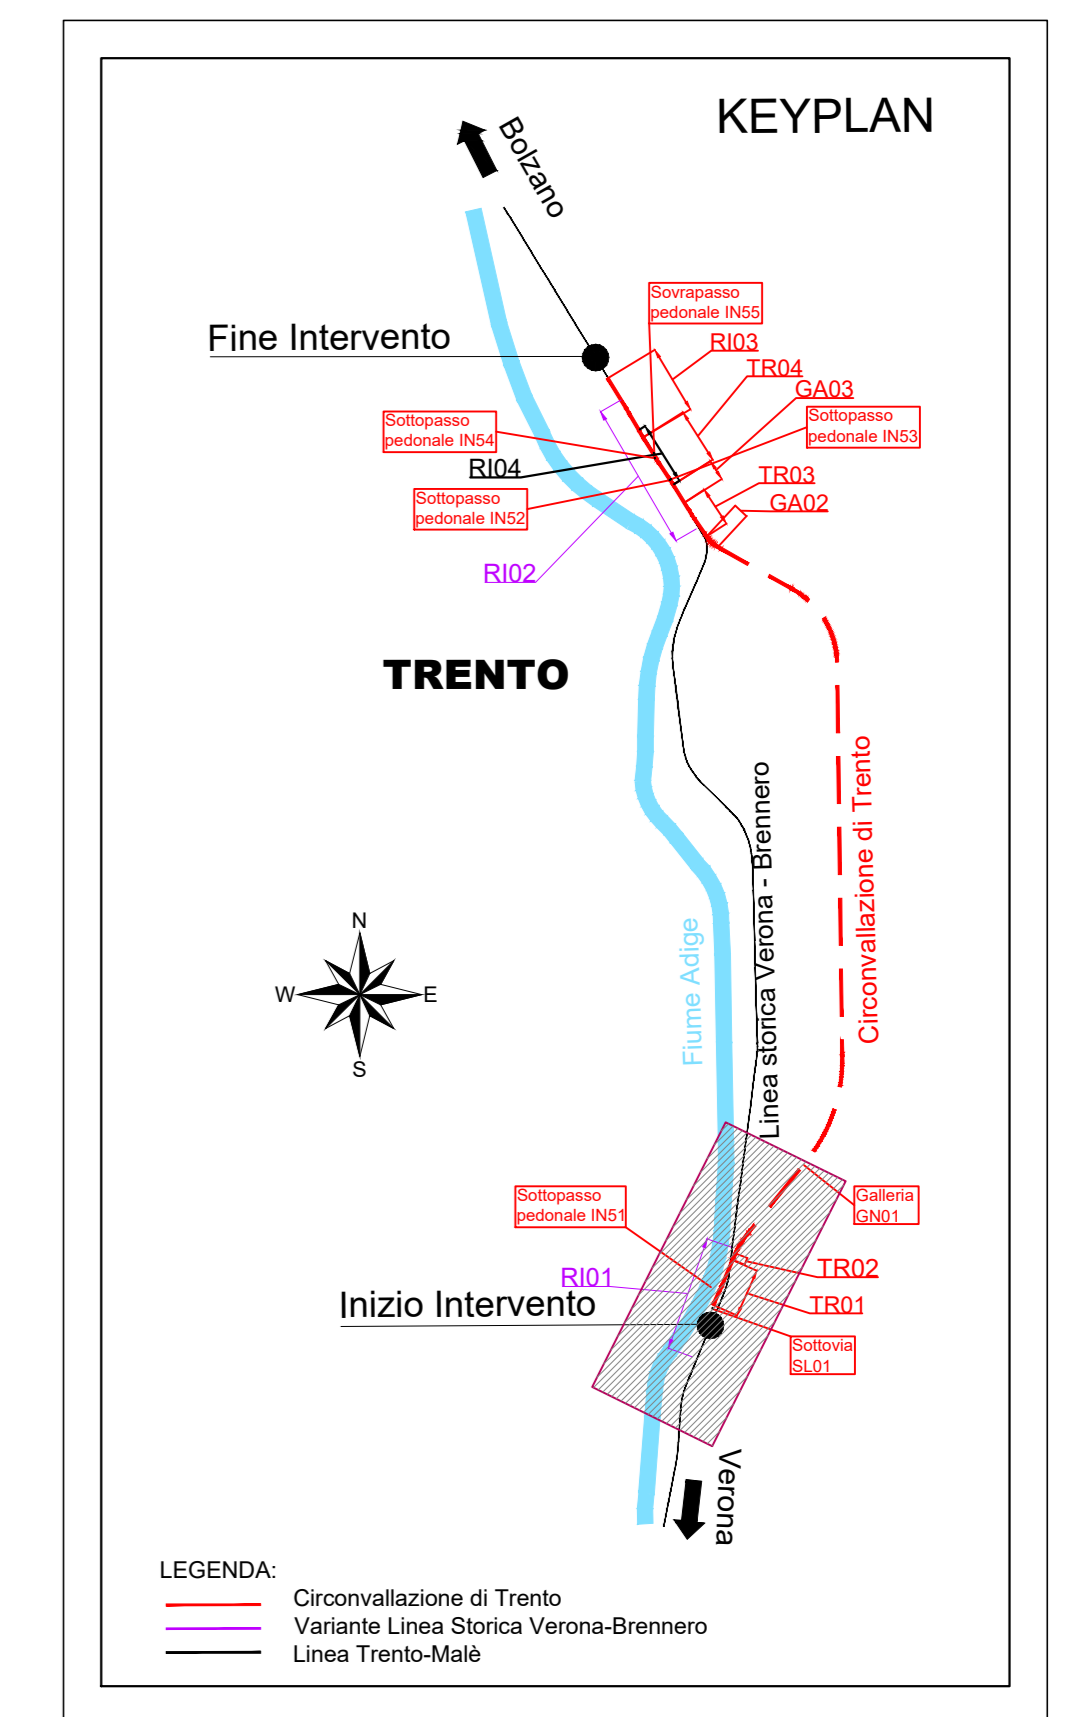 KEYPLAN
Bolzano
Sovrapasso
pedonale IN55
Fine Intervento
RI03
TR04
GA03
Sottopasso
pedonale IN54
Sottopasso
pedonale IN53
RI04
TR03
Sottopasso
pedonale IN52
GA02
RI02
TRENTO
Circonvallazione di Trento
Linea storica Verona - Brennero
Fiume Adige
N
W
E
S
Sottopasso
pedonale IN51
Galleria
GN01
RI01
TR02
Inizio Intervento
TR01
Sottovia
SL01
Verona
LEGENDA:
Circonvallazione di Trento
Variante Linea Storica Verona-Brennero
Linea Trento-Malè